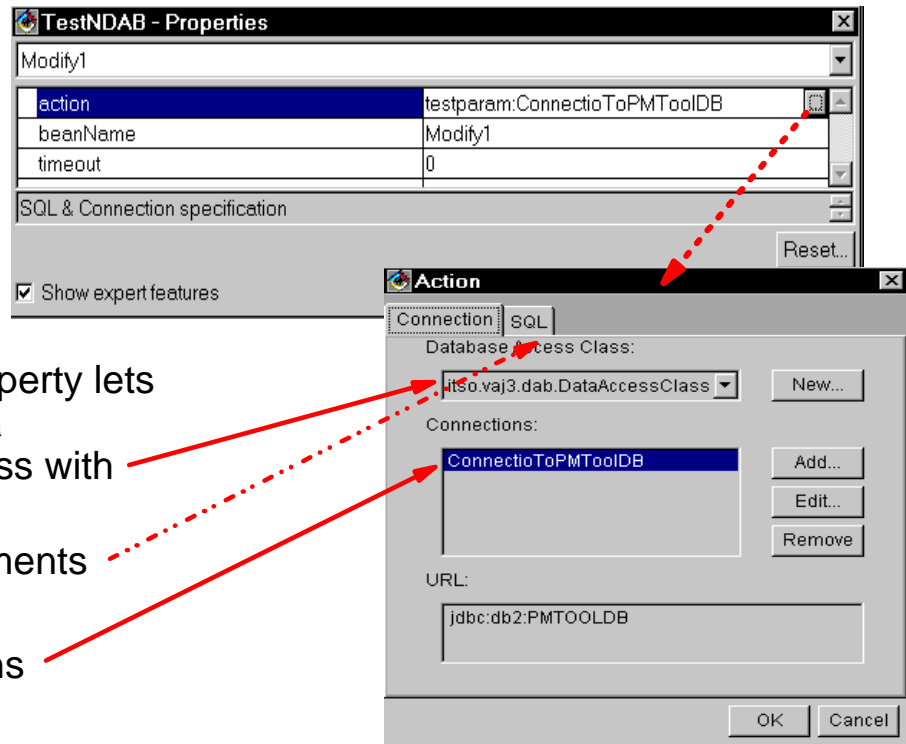 TestNDAB - Properties
Modify1
action testparam:ConnectioToPMToolDB
beanName Modify1
timeout 0
SQL & Connection specification
Reset...
Show expert features
Action
Connection SQL
Database Access Class:
itso.vaj3.dab.DataAccessClass New...
Connections:
ConnectioToPMToolDB
Add...
Edit...
Remove
URL:
jdbc:db2:PMTOOLDB
OK Cancel
perty lets
ss with
ments
ns